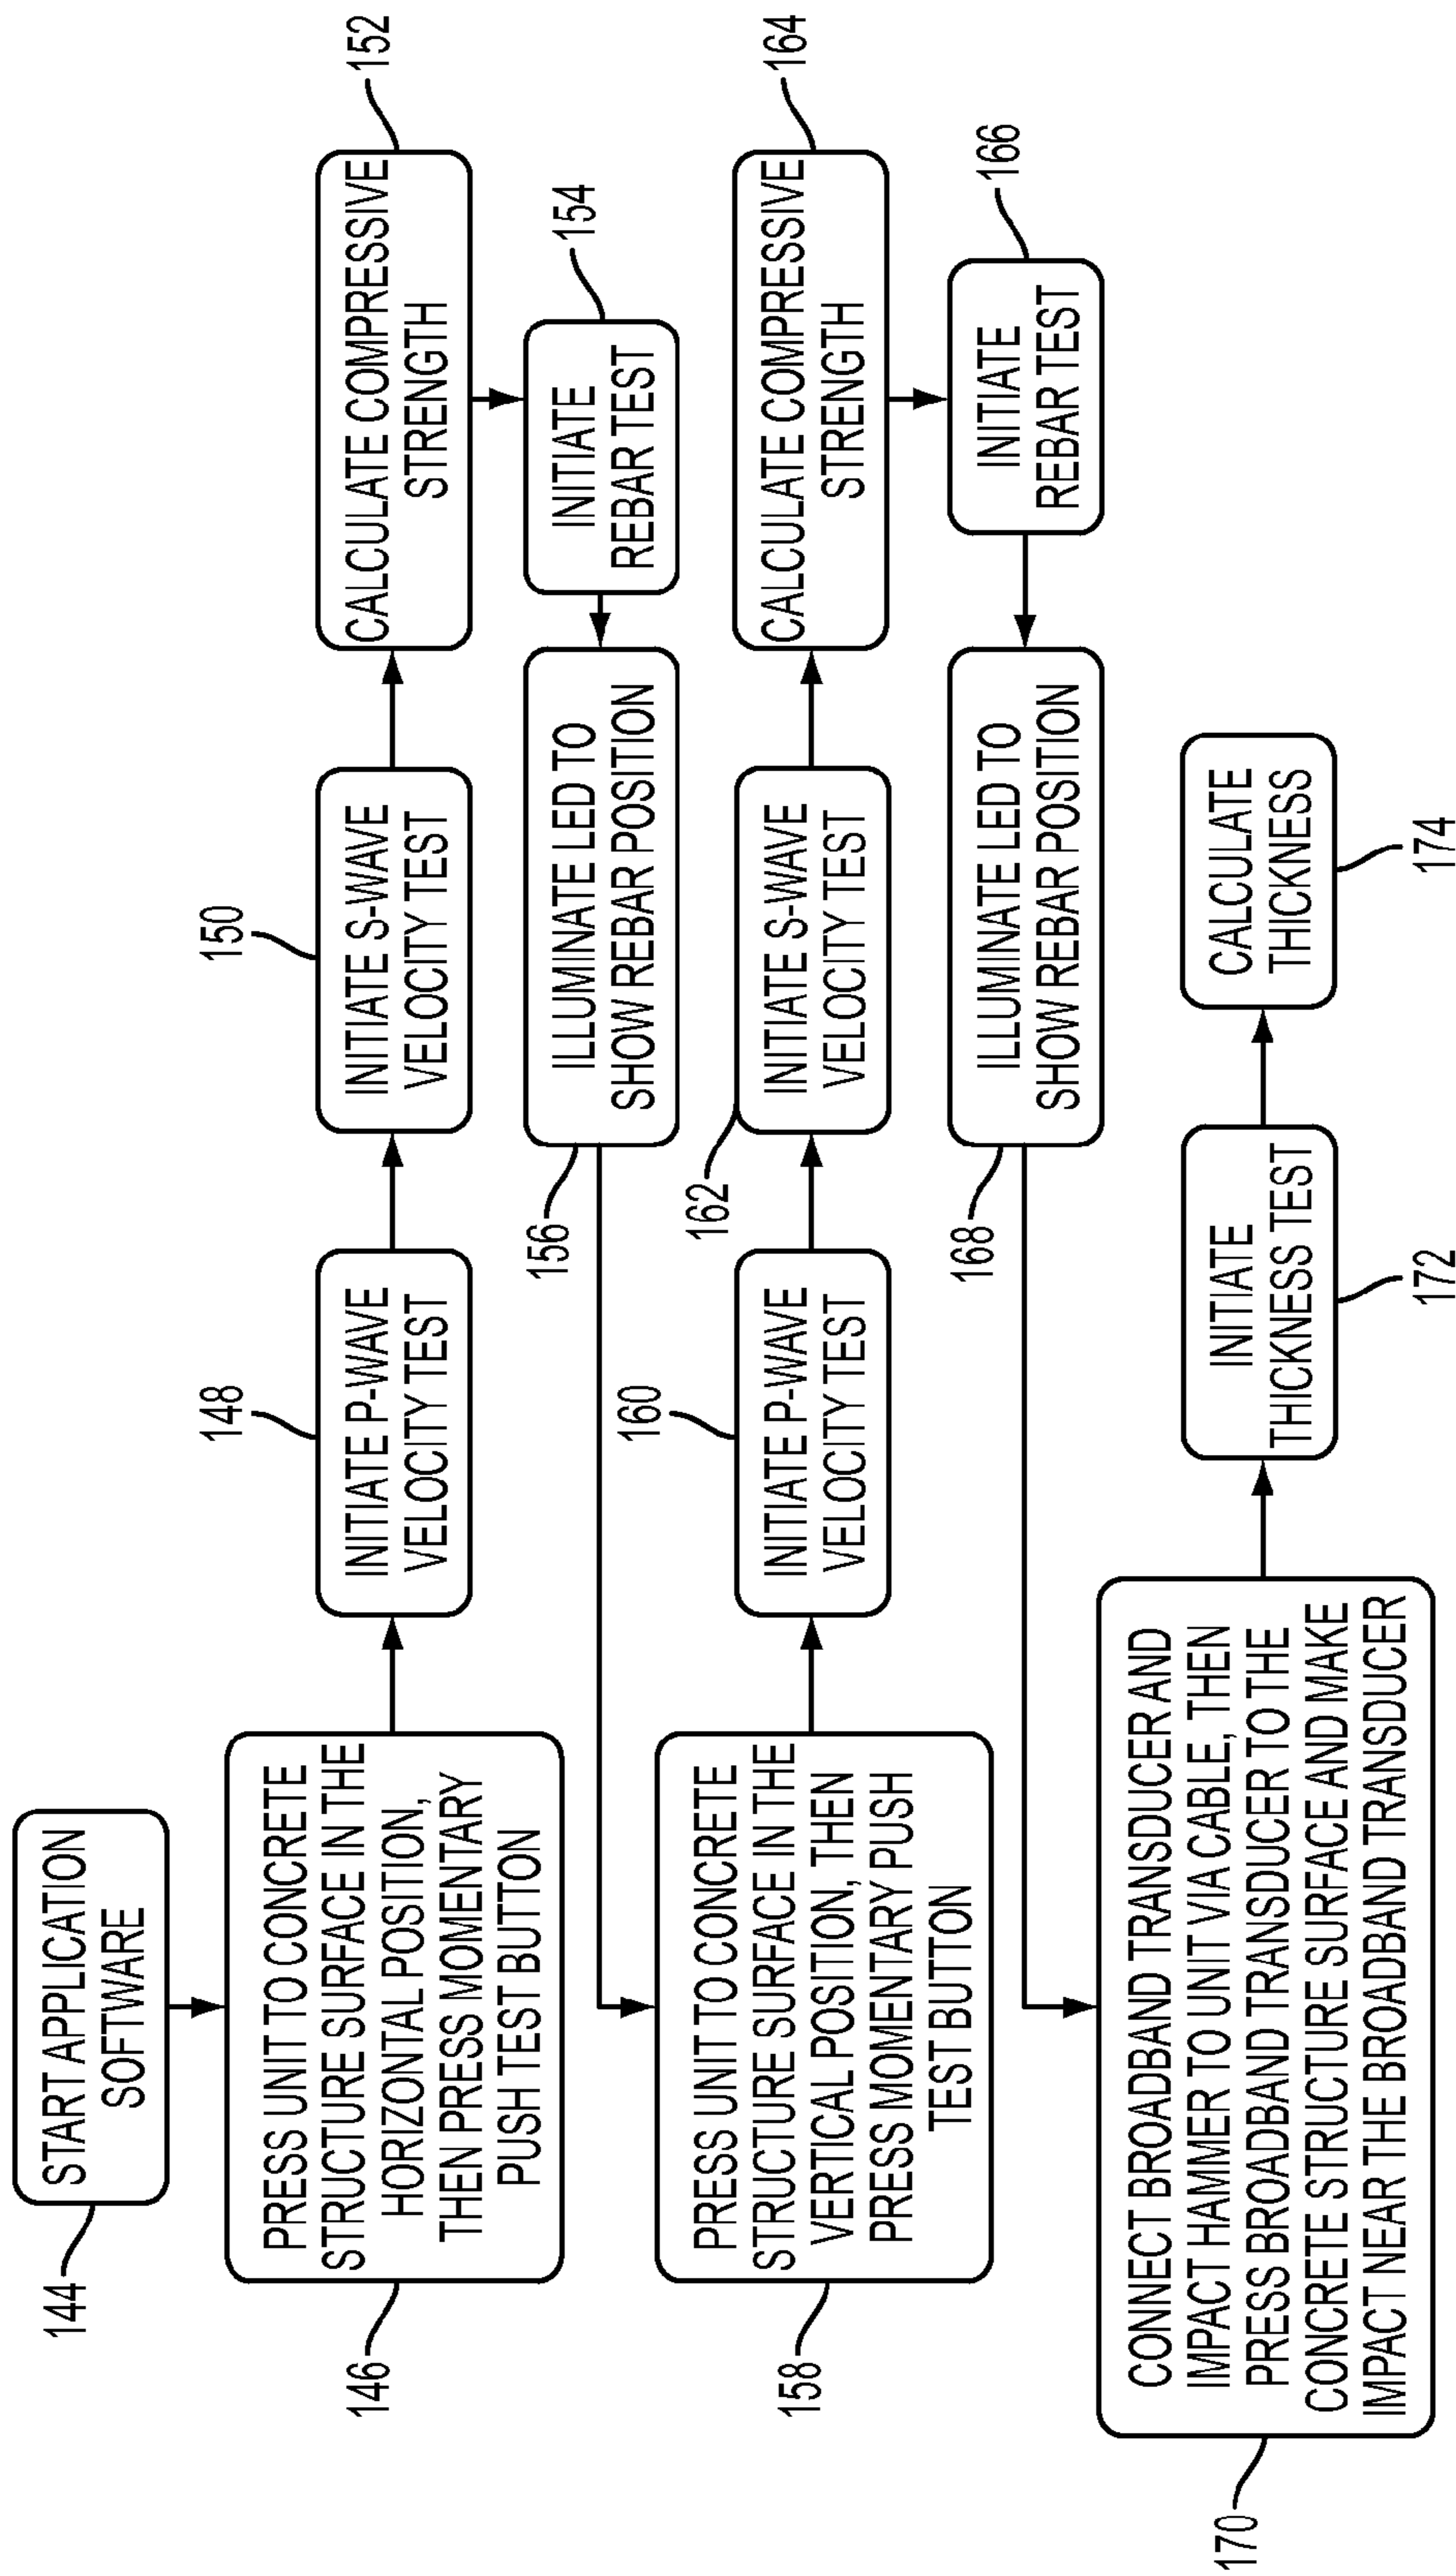 144
START APPLICATION
SOFTWARE
146
PRESS UNIT TO CONCRETE
STRUCTURE SURFACE IN THE
HORIZONTAL POSITION,
THEN PRESS MOMENTARY
PUSH TEST BUTTON
148
INITIATE P-WAVE
VELOCITY TEST
150
INITIATE S-WAVE
VELOCITY TEST
152
CALCULATE COMPRESSIVE
STRENGTH
154
INITIATE
REBAR TEST
156
ILLUMINATE LED TO
SHOW REBAR POSITION
158
PRESS UNIT TO CONCRETE
STRUCTURE SURFACE IN THE
VERTICAL POSITION, THEN
PRESS MOMENTARY PUSH
TEST BUTTON
160
INITIATE P-WAVE
VELOCITY TEST
162
INITIATE S-WAVE
VELOCITY TEST
164
CALCULATE COMPRESSIVE
STRENGTH
166
INITIATE
REBAR TEST
168
ILLUMINATE LED TO
SHOW REBAR POSITION
170
CONNECT BROADBAND TRANSDUCER AND
IMPACT HAMMER TO UNIT VIA CABLE, THEN
PRESS BROADBAND TRANSDUCER TO THE
CONCRETE STRUCTURE SURFACE AND MAKE
IMPACT NEAR THE BROADBAND TRANSDUCER
172
INITIATE
THICKNESS TEST
174
CALCULATE
THICKNESS